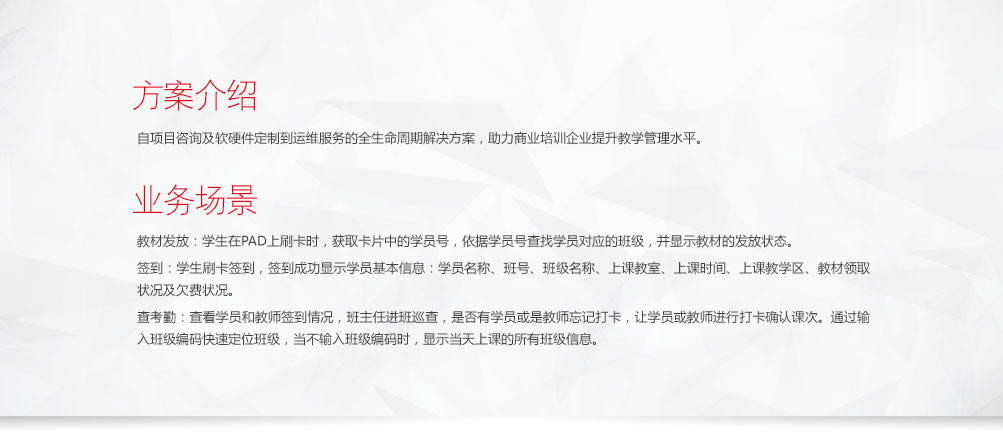 方案介绍
自项目咨询及软硬件定制到运维服务的全生命周期解决方案，助力商业培训企业提升教学管理水平。
业务场景
教材发放：学生在PAD上刷卡时，获取卡片中的学员号，依据学员号查找学员对应的班级，并显示教材的发放状态。
签到：学生刷卡签到，签到成功显示学员基本信息：学员名称、班号、班级名称、上课教室、上课时间、上课教学区、教材领取
状况及欠费状况。
查考勤：查看学员和教师签到情况，班主任进班巡查，是否有学员或是教师忘记打卡，让学员或教师进行打卡确认课次。通过输
入班级编码快速定位班级，当不输入班级编码时，显示当天上课的所有班级信息。